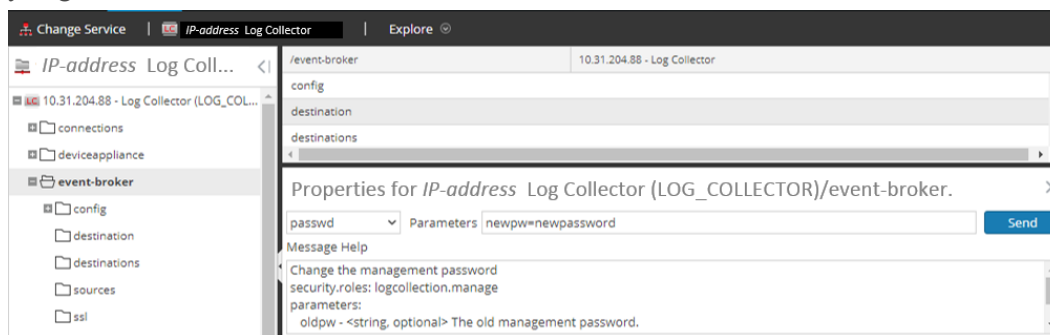 Change Service | LC IP-address Log Collector | Explore
IP-address Log Coll...
/event-broker 10.31.204.88 - Log Collector
config
destination
destinations
LC 10.31.204.88 - Log Collector (LOG_COL...
connections
deviceappliance
event-broker
config
destination
destinations
sources
ssl
Properties for IP-address Log Collector (LOG_COLLECTOR)/event-broker.
passwd Parameters newpw=newpassword Send
Message Help
Change the management password
security.roles: logcollection.manage
parameters:
oldpw - <string, optional> The old management password.